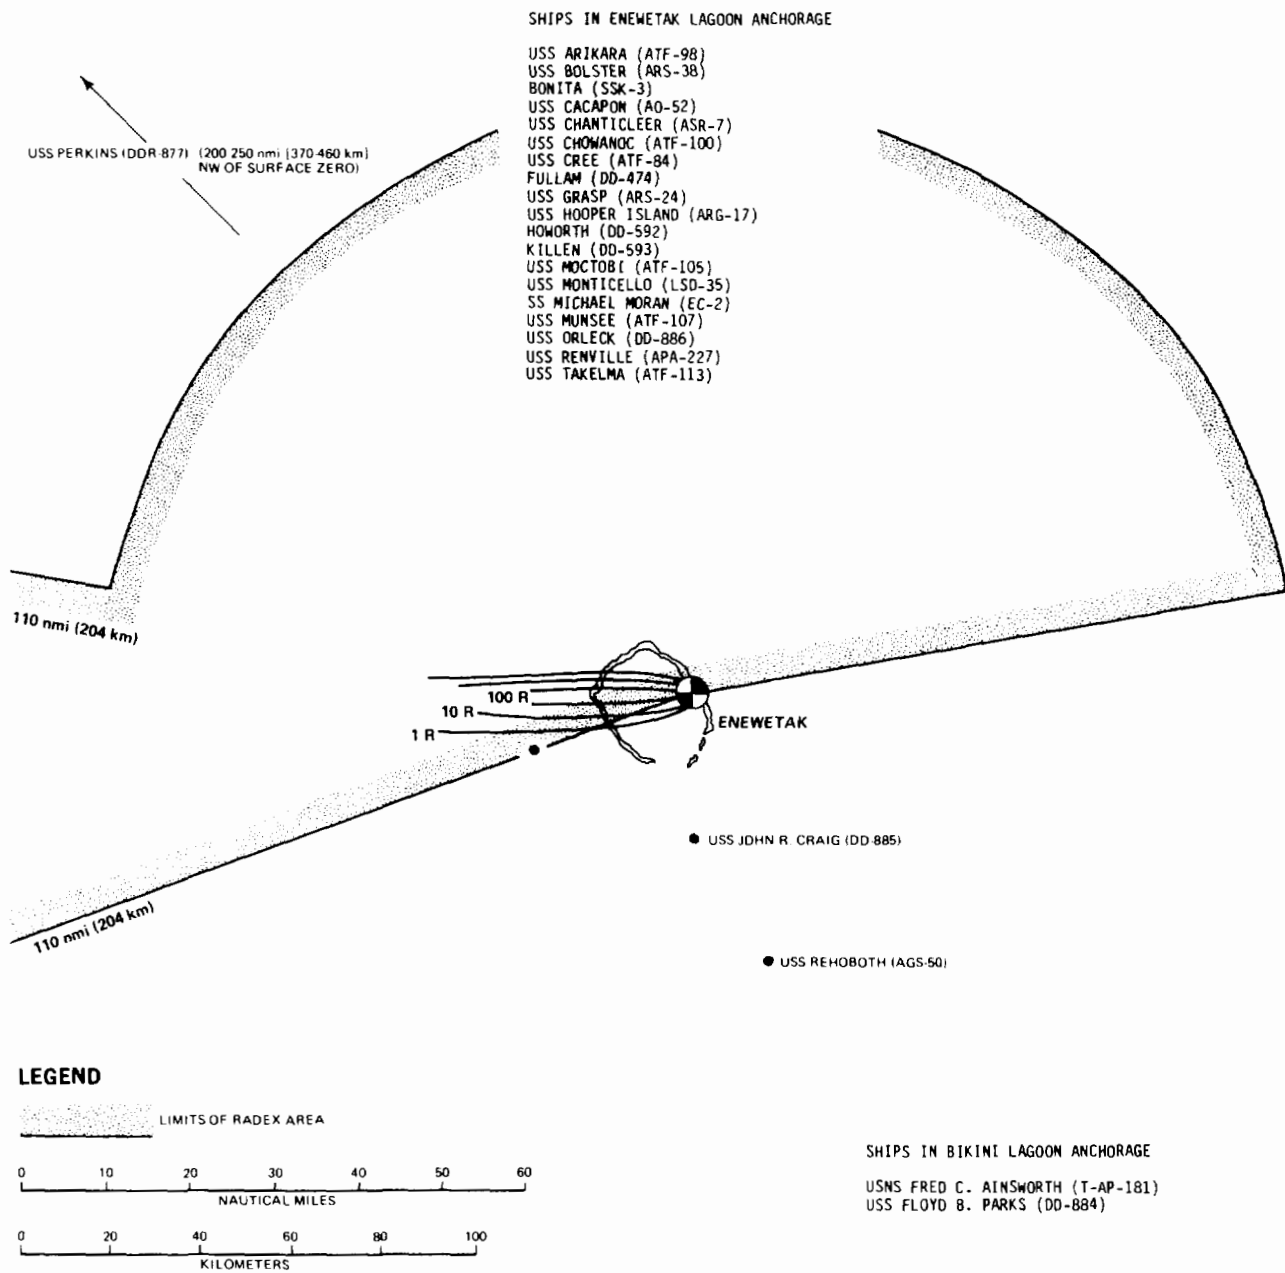 SHIPS IN ENEWETAK LAGOON ANCHORAGE
USS ARIKARA (ATF-98)
USS BOLSTER (ARS-38)
BONITA (SSK-3)
USS CACAPON (AO-52)
USS CHANTICLEER (ASR-7)
USS CHOWANOC (ATF-100)
USS CREE (ATF-84)
FULLAM (DD-474)
USS GRASP (ARS-24)
USS HOOPER ISLAND (ARG-17)
HOWORTH (DD-592)
KILLEN (DD-593)
USS MOCTOBI (ATF-105)
USS MONTICELLO (LSD-35)
SS MICHAEL MORAN (EC-2)
USS MUNSEE (ATF-107)
USS ORLECK (DD-886)
USS RENVILLE (APA-227)
USS TAKELMA (ATF-113)
USS PERKINS (DDR-877) (200 250 nmi [370-460 km]
NW OF SURFACE ZERO)
110 nmi (204 km)
100 R
10 R
1 R
ENEWETAK
USS JOHN R. CRAIG (DD-885)
110 nmi (204 km)
USS REHOBOTH (AGS-50)
LEGEND
LIMITS OF RADEX AREA
0 10 20 30 40 50 60
NAUTICAL MILES
0 20 40 60 80 100
KILOMETERS
SHIPS IN BIKINI LAGOON ANCHORAGE
USNS FRED C. AINSWORTH (T-AP-181)
USS FLOYD B. PARKS (DD-884)